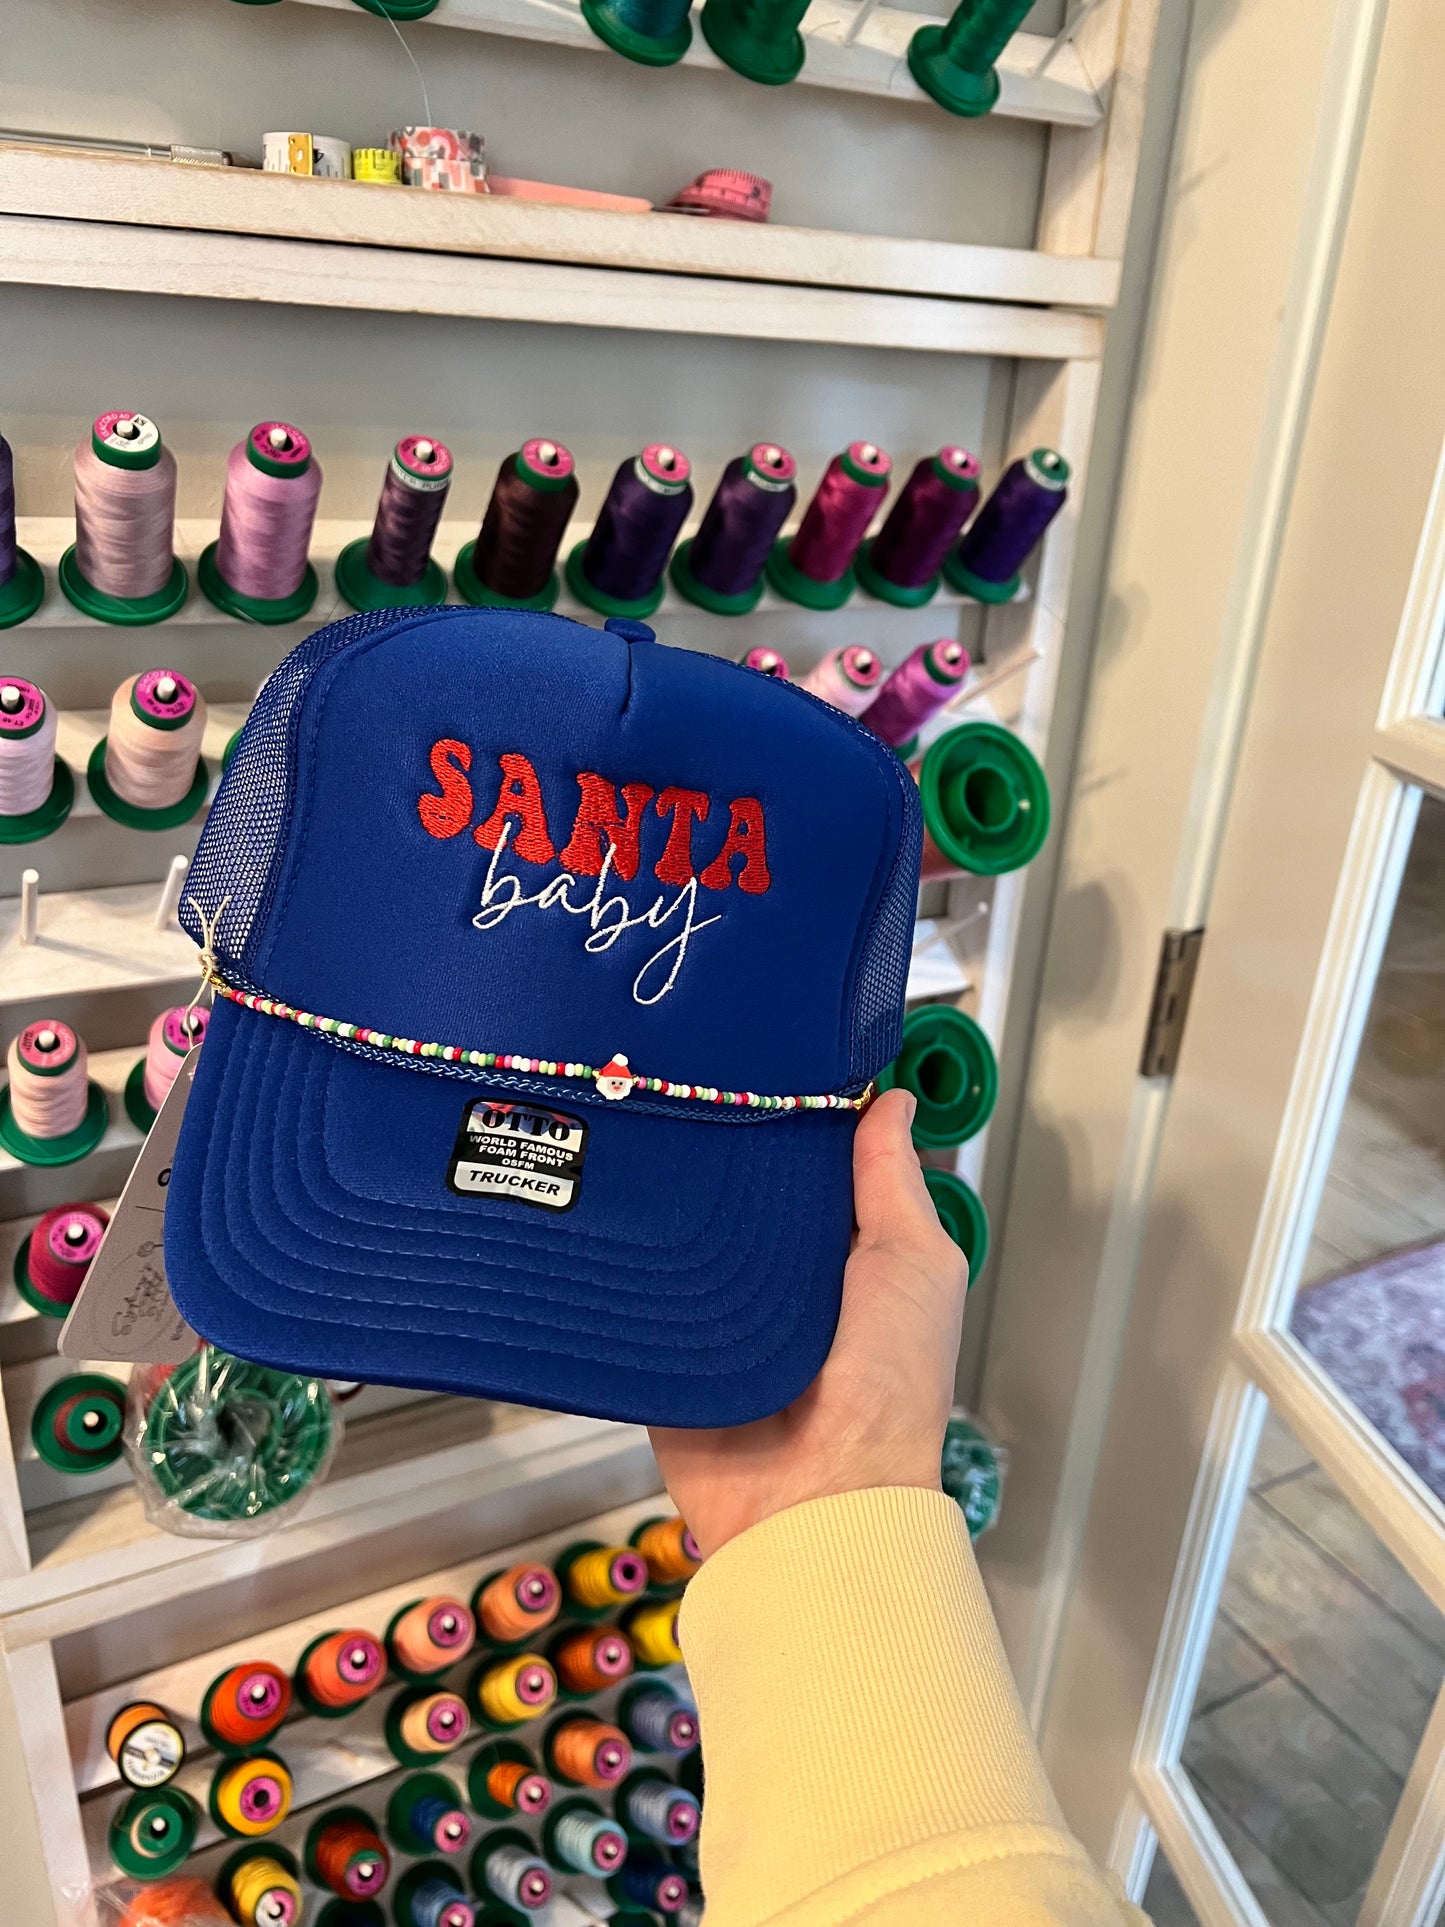 SANTA
baby
OTTO
WORLD FAMOUS
FOAM FRONT
OSFM
TRUCKER